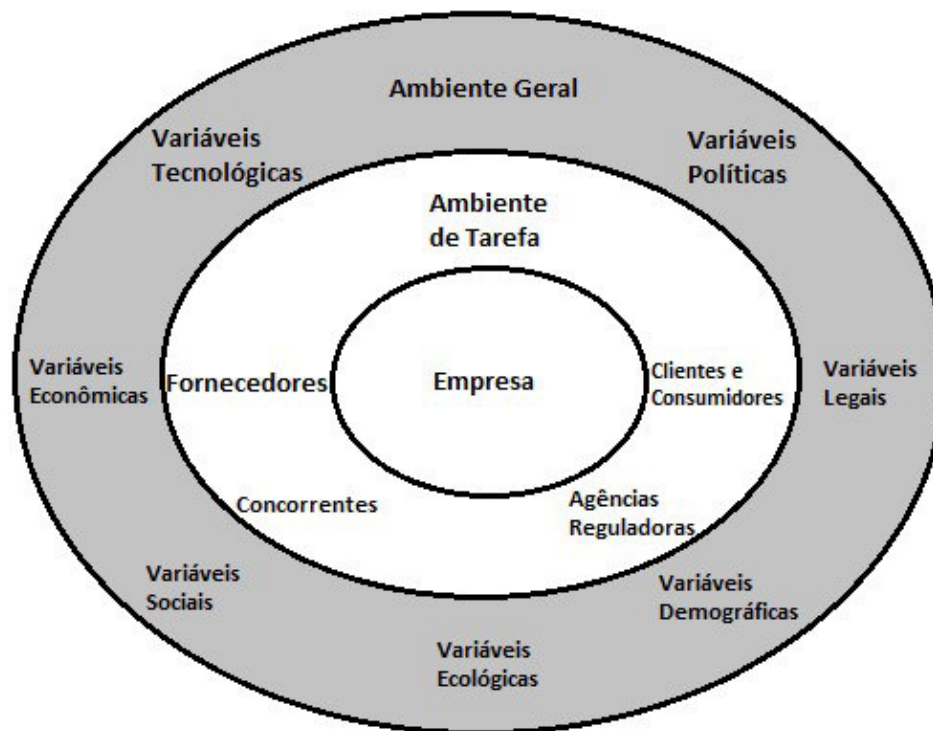 Ambiente Geral
Variáveis
Tecnológicas
Variáveis
Políticas
Ambiente
de Tarefa
Variáveis
Econômicas
Fornecedores
Empresa
Clientes e
Consumidores
Variáveis
Legais
Concorrentes
Agências
Reguladoras
Variáveis
Sociais
Variáveis
Demográficas
Variáveis
Ecológicas